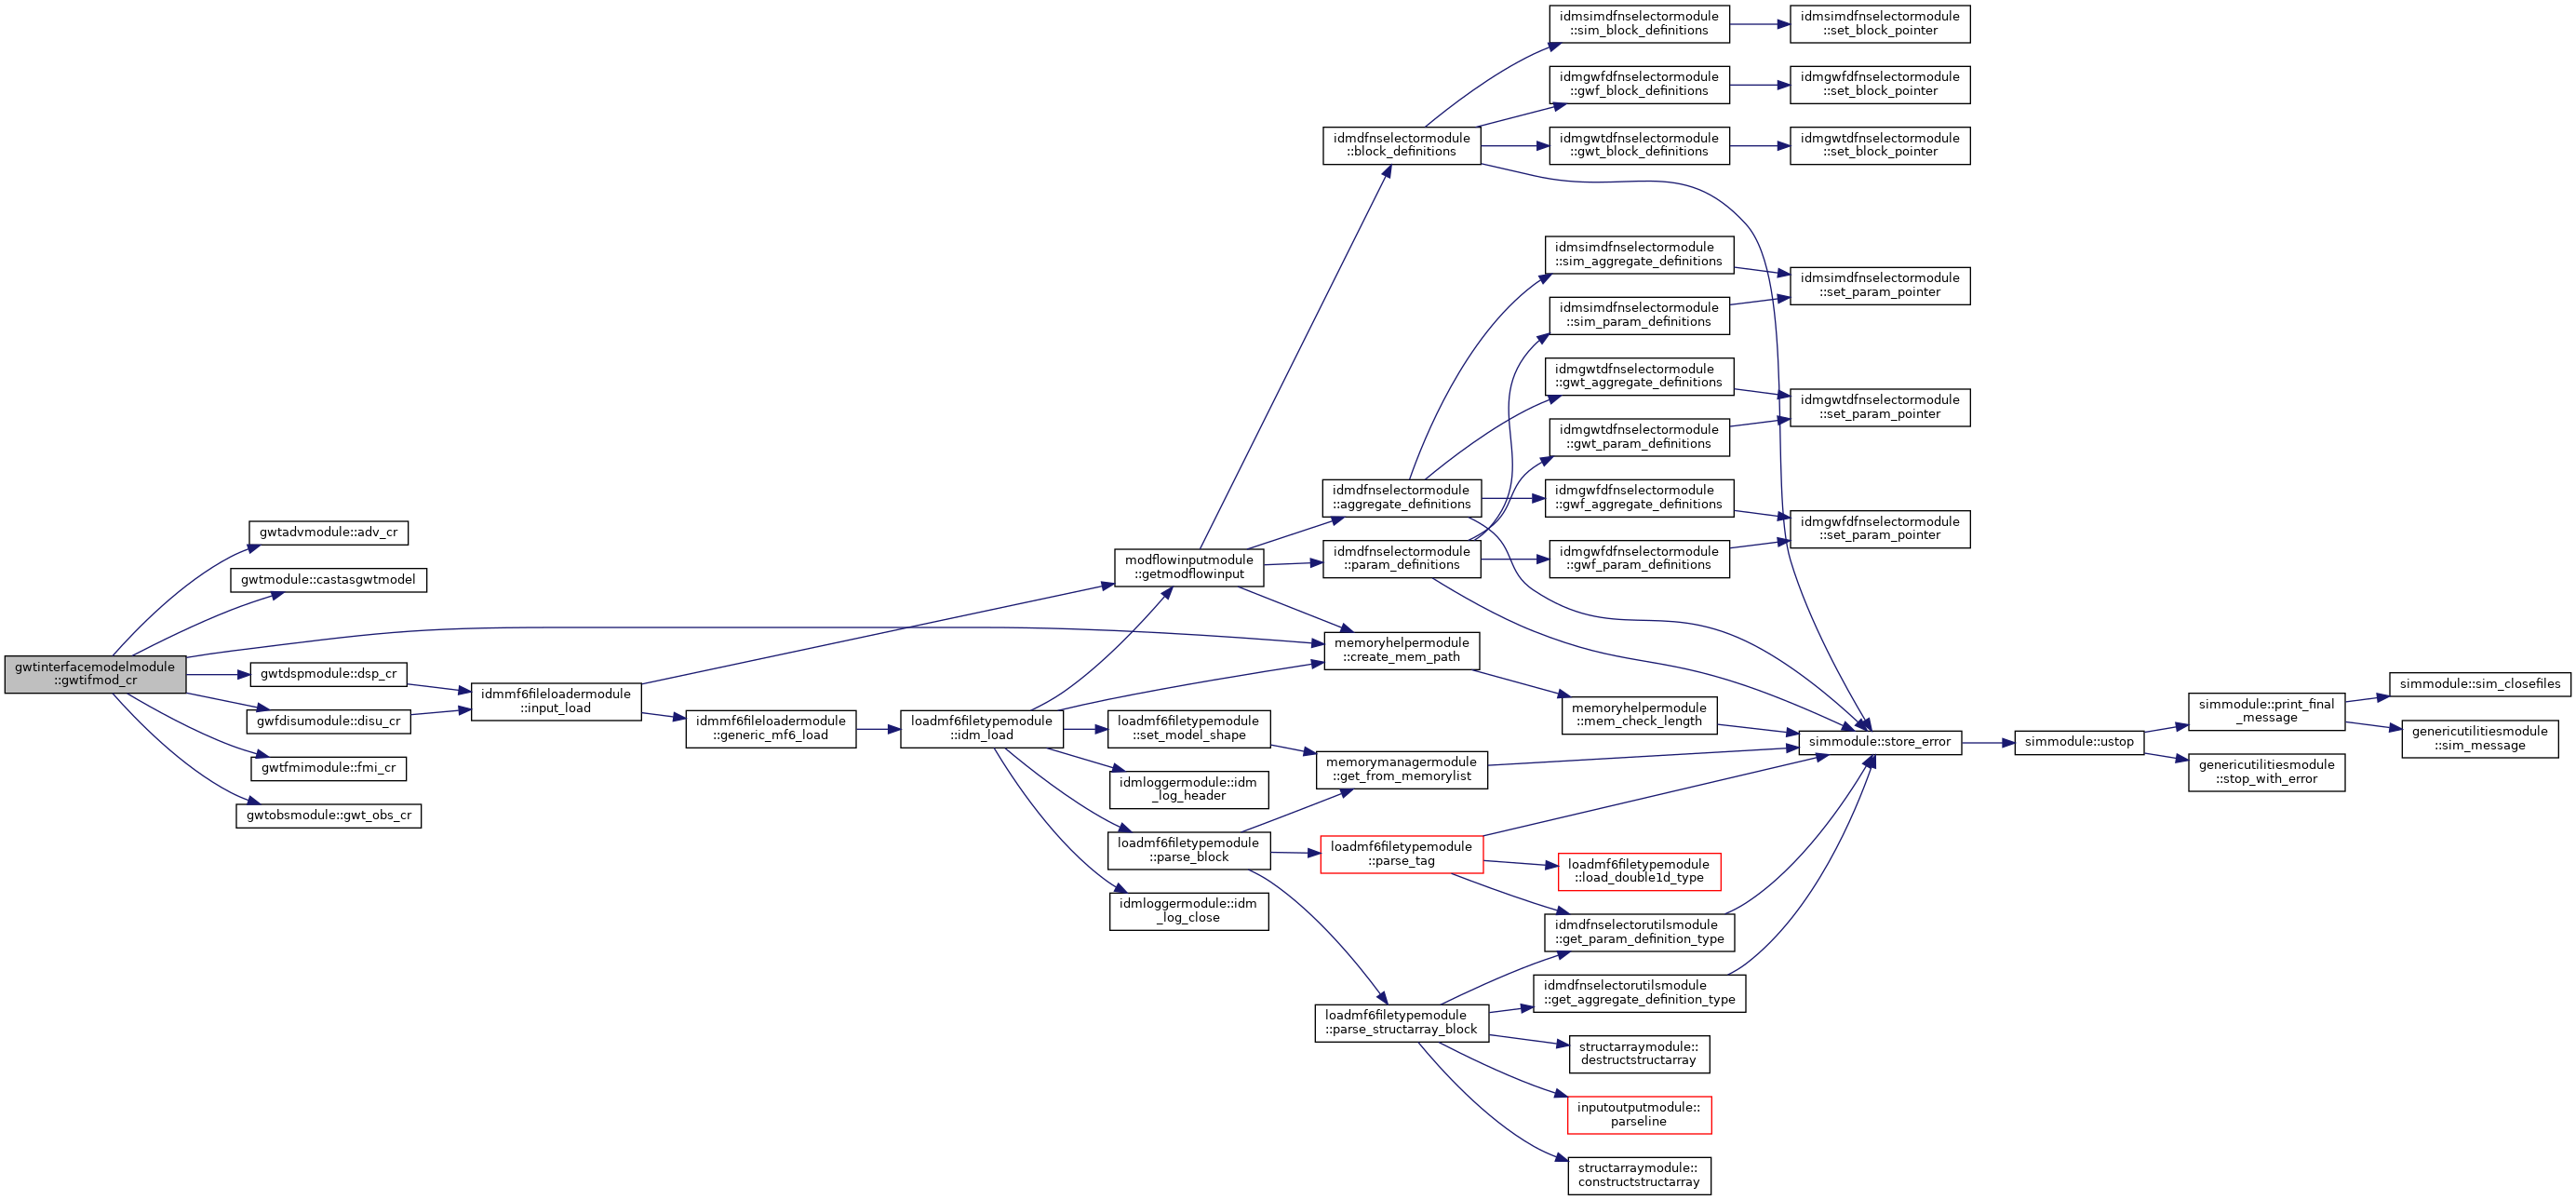 gwtinterfacemodelmodule
::gwtifmod_cr
gwtadvmodule::adv_cr
gwtmodule::castasgwtmodel
gwtdspmodule::dsp_cr
gwfdisumodule::disu_cr
gwtfmimodule::fmi_cr
gwtobsmodule::gwt_obs_cr
idmmf6fileloadermodule
::input_load
idmmf6fileloadermodule
::generic_mf6_load
loadmf6filetypemodule
::idm_load
modflowinputmodule
::getmodflowinput
loadmf6filetypemodule
::set_model_shape
idmloggermodule::idm
_log_header
loadmf6filetypemodule
::parse_block
idmloggermodule::idm
_log_close
idmdfnselectormodule
::block_definitions
idmdfnselectormodule
::aggregate_definitions
idmdfnselectormodule
::param_definitions
memoryhelpermodule
::create_mem_path
memorymanagermodule
::get_from_memorylist
loadmf6filetypemodule
::parse_tag
loadmf6filetypemodule
::parse_structarray_block
idmsimdfnselectormodule
::sim_block_definitions
idmgwfdfnselectormodule
::gwf_block_definitions
idmgwtdfnselectormodule
::gwt_block_definitions
idmsimdfnselectormodule
::sim_aggregate_definitions
idmsimdfnselectormodule
::sim_param_definitions
idmgwtdfnselectormodule
::gwt_aggregate_definitions
idmgwtdfnselectormodule
::gwt_param_definitions
idmgwfdfnselectormodule
::gwf_aggregate_definitions
idmgwfdfnselectormodule
::gwf_param_definitions
memoryhelpermodule
::mem_check_length
loadmf6filetypemodule
::load_double1d_type
idmdfnselectorutilsmodule
::get_param_definition_type
idmdfnselectorutilsmodule
::get_aggregate_definition_type
structarraymodule::
destructstructarray
inputoutputmodule::
parseline
structarraymodule::
constructstructarray
idmsimdfnselectormodule
::set_block_pointer
idmgwfdfnselectormodule
::set_block_pointer
idmgwtdfnselectormodule
::set_block_pointer
idmsimdfnselectormodule
::set_param_pointer
idmgwtdfnselectormodule
::set_param_pointer
idmgwfdfnselectormodule
::set_param_pointer
simmodule::store_error
simmodule::ustop
simmodule::print_final
_message
genericutilitiesmodule
::stop_with_error
simmodule::sim_closefiles
genericutilitiesmodule
::sim_message